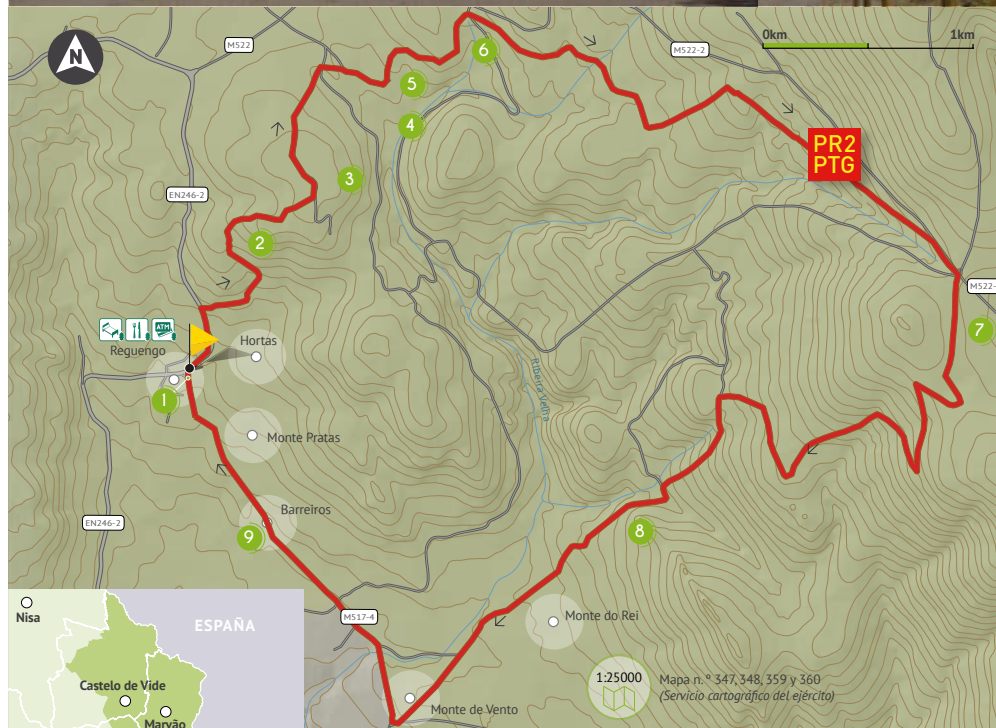 N
M522
6
M522-2
0km 1km
5
4
PR2
PTG
3
EN246-2
2
M522-
7
ATM
Hortas
Reguengo
1
Ribeira Velha
Monte Pratas
Barreiros
9
EN246-2
8
M517-4
Monte do Rei
Monte de Vento
1:25000
Mapa n. º 347, 348, 359 y 360
(Servicio cartográfico del ejército)
Nisa
ESPAÑA
Castelo de Vide
Marvão